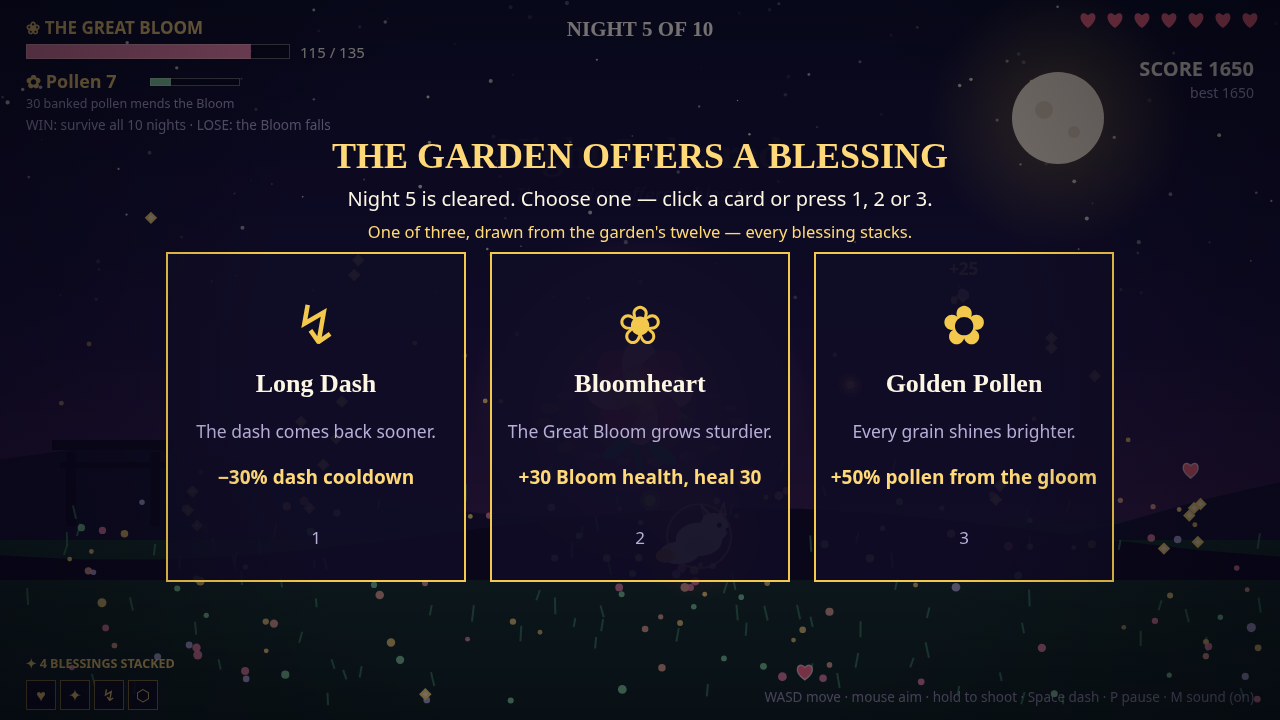 ❀ THE GREAT BLOOM
115 / 135
✿ Pollen 7
30 banked pollen mends the Bloom
WIN: survive all 10 nights · LOSE: the Bloom falls
NIGHT 5 OF 10
SCORE 1650
best 1650
THE GARDEN OFFERS A BLESSING
Night 5 is cleared. Choose one — click a card or press 1, 2 or 3.
One of three, drawn from the garden's twelve — every blessing stacks.
Long Dash
The dash comes back sooner.
−30% dash cooldown
1
Bloomheart
The Great Bloom grows sturdier.
+30 Bloom health, heal 30
2
+25
Golden Pollen
Every grain shines brighter.
+50% pollen from the gloom
3
✦ 4 BLESSINGS STACKED
WASD move · mouse aim · hold to shoot · Space dash · P pause · M sound (on)